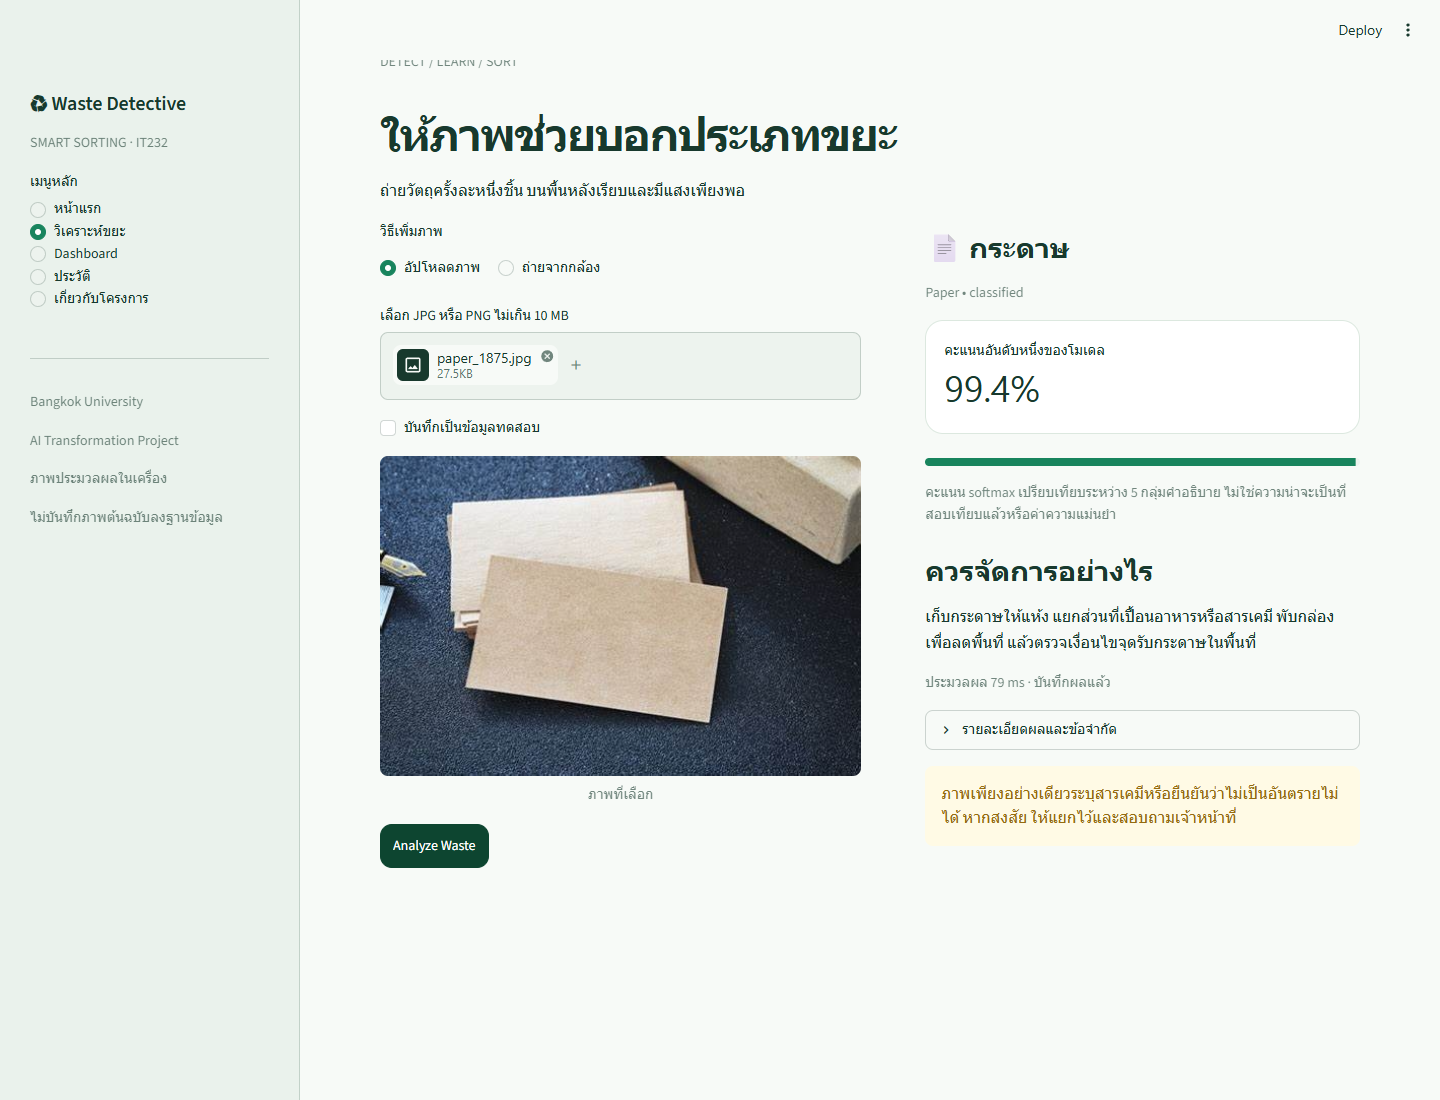 Deploy
♻ Waste Detective
SMART SORTING · IT232
เมนูหลัก
หน้าแรก
วิเคราะห์ขยะ
Dashboard
ประวัติ
เกี่ยวกับโครงการ
Bangkok University
AI Transformation Project
ภาพประมวลผลในเครื่อง
ไม่บันทึกภาพต้นฉบับลงฐานข้อมูล
DETECT / LEARN / SORT
ให้ภาพช่วยบอกประเภทขยะ
ถ่ายวัตถุครั้งละหนึ่งชิ้น บนพื้นหลังเรียบและมีแสงเพียงพอ
วิธีเพิ่มภาพ
อัปโหลดภาพ
ถ่ายจากกล้อง
เลือก JPG หรือ PNG ไม่เกิน 10 MB
paper_1875.jpg
27.5KB
บันทึกเป็นข้อมูลทดสอบ
ภาพที่เลือก
Analyze Waste
กระดาษ
Paper • classified
คะแนนอันดับหนึ่งของโมเดล
99.4%
คะแนน softmax เปรียบเทียบระหว่าง 5 กลุ่มคำอธิบาย ไม่ใช่ความน่าจะเป็นที่
สอบเทียบแล้วหรือค่าความแม่นยำ
ควรจัดการอย่างไร
เก็บกระดาษให้แห้ง แยกส่วนที่เปื้อนอาหารหรือสารเคมี พับกล่อง
เพื่อลดพื้นที่ แล้วตรวจเงื่อนไขจุดรับกระดาษในพื้นที่
ประมวลผล 79 ms · บันทึกผลแล้ว
รายละเอียดผลและข้อจำกัด
ภาพเพียงอย่างเดียวระบุสารเคมีหรือยืนยันว่าไม่เป็นอันตรายไม่
ได้ หากสงสัย ให้แยกไว้และสอบถามเจ้าหน้าที่